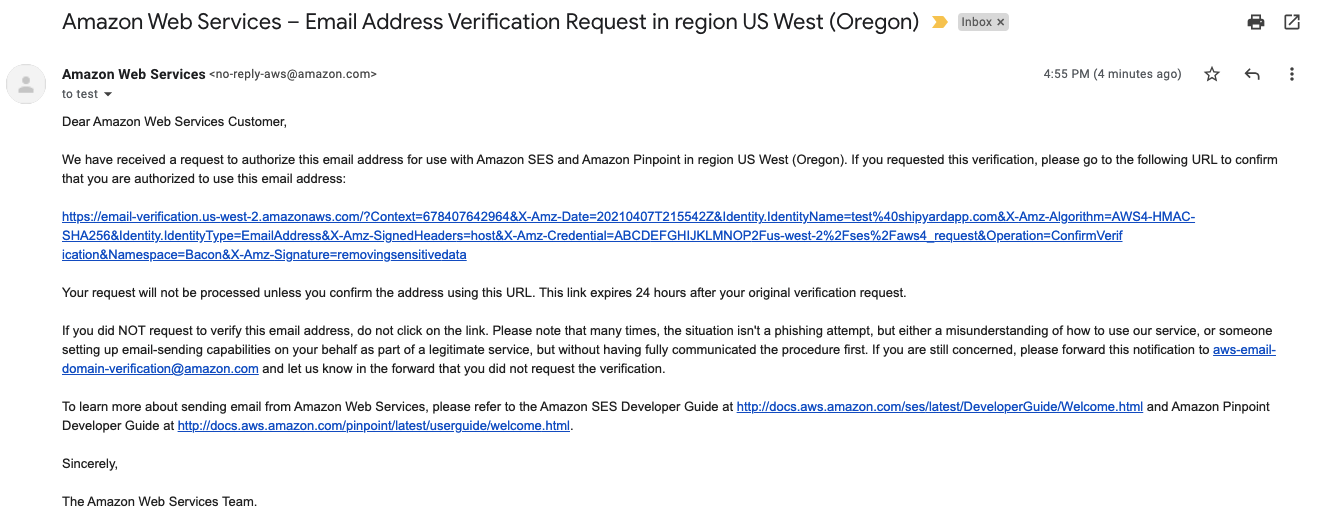 Amazon Web Services – Email Address Verification Request in region US West (Oregon) Inbox ×
Amazon Web Services <no-reply-aws@amazon.com> 4:55 PM (4 minutes ago)
to test
Dear Amazon Web Services Customer,
We have received a request to authorize this email address for use with Amazon SES and Amazon Pinpoint in region US West (Oregon). If you requested this verification, please go to the following URL to confirm
that you are authorized to use this email address:
https://email-verification.us-west-2.amazonaws.com/?Context=678407642964&X-Amz-Date=20210407T215542Z&Identity.IdentityName=test%40shipyardapp.com&X-Amz-Algorithm=AWS4-HMAC-
SHA256&Identity.IdentityType=EmailAddress&X-Amz-SignedHeaders=host&X-Amz-Credential=ABCDEFGHIJKLMNOP2Fus-west-2%2Fses%2Faws4_request&Operation=ConfirmVerif
ication&Namespace=Bacon&X-Amz-Signature=removingsensitivedata
Your request will not be processed unless you confirm the address using this URL. This link expires 24 hours after your original verification request.
If you did NOT request to verify this email address, do not click on the link. Please note that many times, the situation isn't a phishing attempt, but either a misunderstanding of how to use our service, or someone
setting up email-sending capabilities on your behalf as part of a legitimate service, but without having fully communicated the procedure first. If you are still concerned, please forward this notification to aws-email-
domain-verification@amazon.com and let us know in the forward that you did not request the verification.
To learn more about sending email from Amazon Web Services, please refer to the Amazon SES Developer Guide at http://docs.aws.amazon.com/ses/latest/DeveloperGuide/Welcome.html and Amazon Pinpoint
Developer Guide at http://docs.aws.amazon.com/pinpoint/latest/userguide/welcome.html.
Sincerely,
The Amazon Web Services Team.